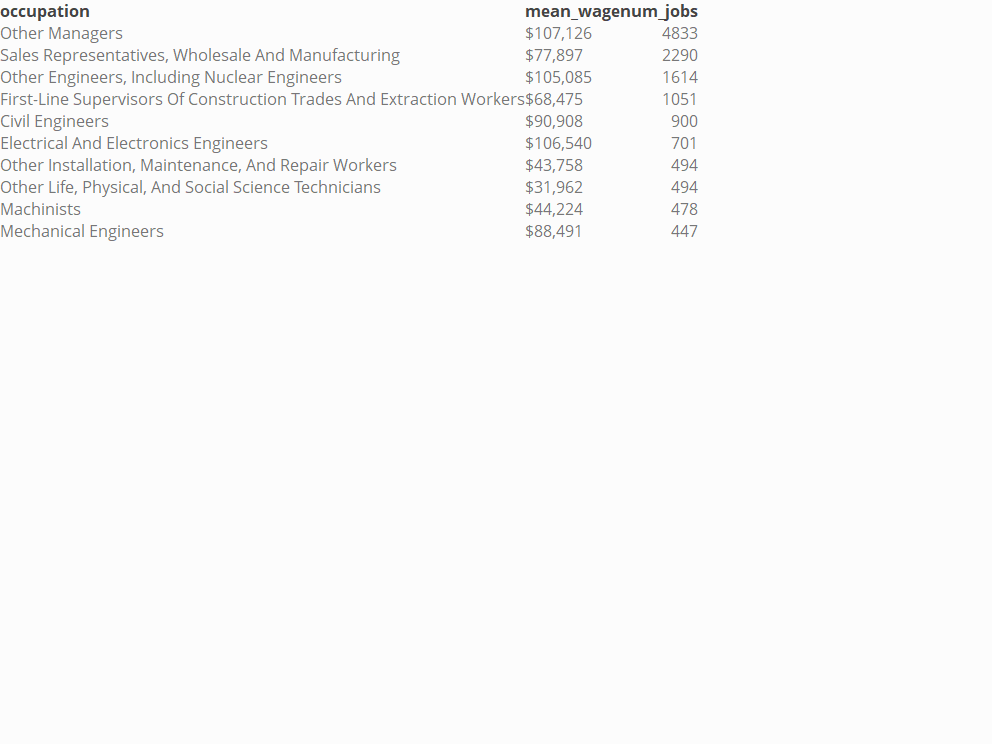 occupation mean_wage num_jobs
Other Managers $107,126 4833
Sales Representatives, Wholesale And Manufacturing $77,897 2290
Other Engineers, Including Nuclear Engineers $105,085 1614
First-Line Supervisors Of Construction Trades And Extraction Workers $68,475 1051
Civil Engineers $90,908 900
Electrical And Electronics Engineers $106,540 701
Other Installation, Maintenance, And Repair Workers $43,758 494
Other Life, Physical, And Social Science Technicians $31,962 494
Machinists $44,224 478
Mechanical Engineers $88,491 447